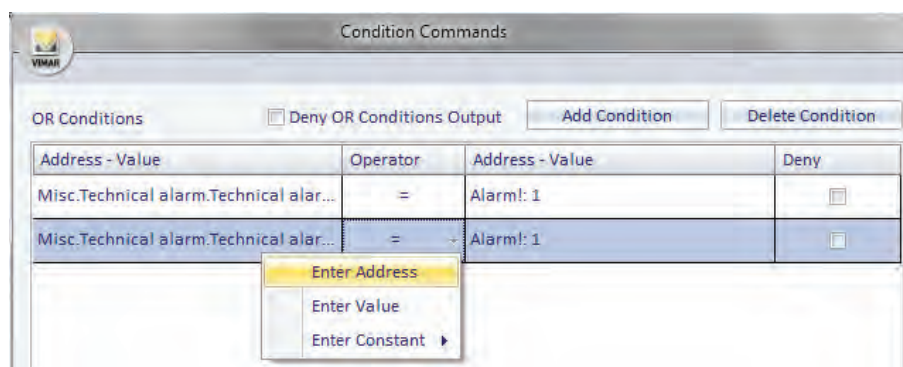 Condition Commands
VIMAR
OR Conditions Deny OR Conditions Output Add Condition Delete Condition
Address - Value Operator Address - Value Deny
Misc.Technical alarm.Technical alar... = Alarm!: 1
Misc.Technical alarm.Technical alar... = Alarm!: 1
Enter Address
Enter Value
Enter Constant